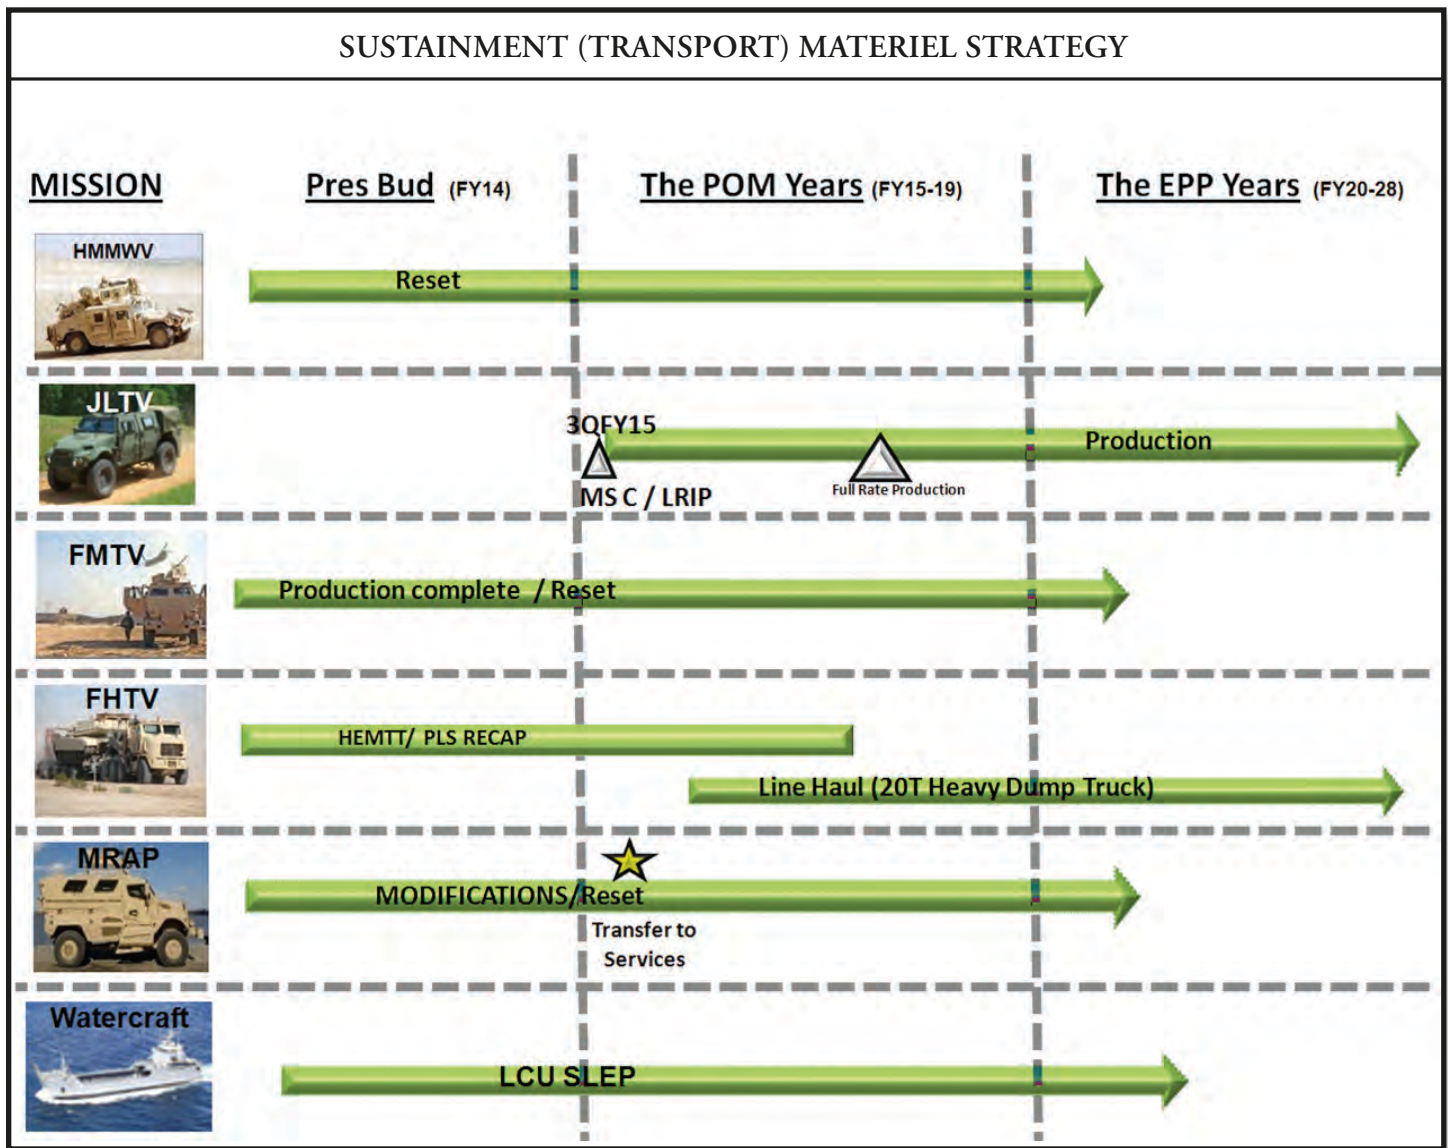 SUSTAINMENT (TRANSPORT) MATERIEL STRATEGY
MISSION
Pres Bud (FY14)
The POM Years (FY15-19)
The EPP Years (FY20-28)
HMMWV
Reset
JLTV
3QFY15
Production
Full Rate Production
MS C / LRIP
FMTV
Production complete / Reset
FHTV
HEMTT/ PLS RECAP
Line Haul (20T Heavy Dump Truck)
MRAP
MODIFICATIONS/Reset
Transfer to
Services
Watercraft
LCU SLEP